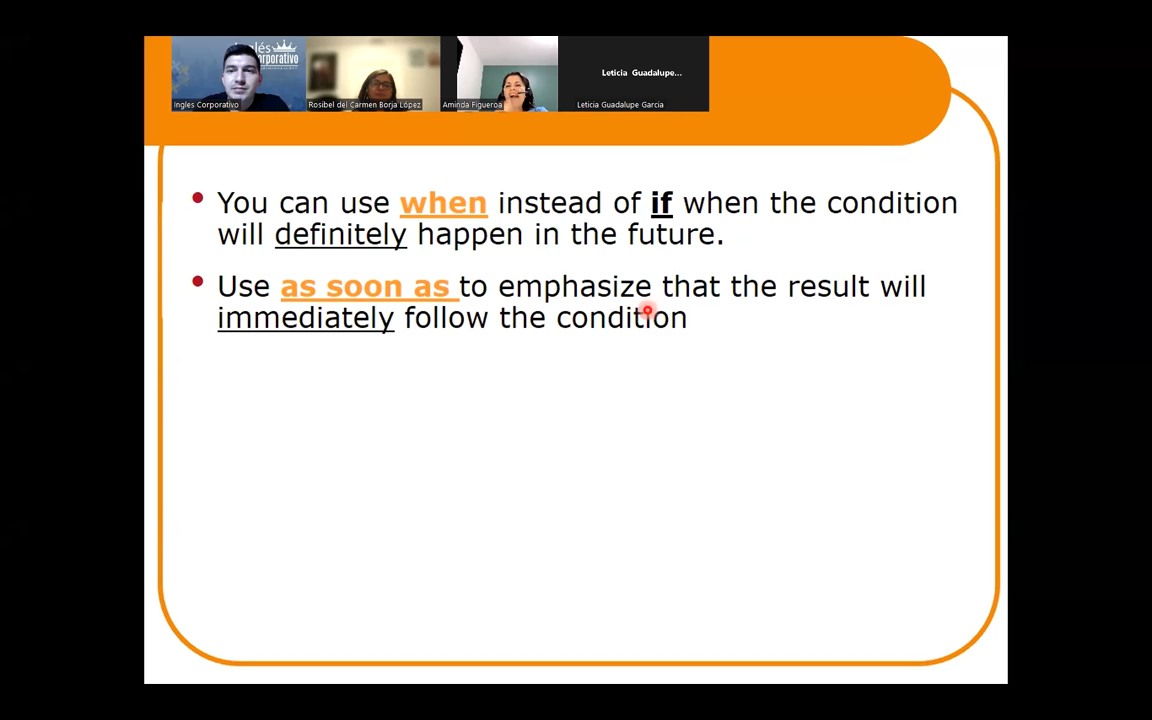 Inglés
Corporativo
Ingles Corporativo
Rosibel del Carmen Borja López
Aminda Figueroa
Leticia Guadalupe...
Leticia Guadalupe Garcia
• You can use when instead of if when the condition
will definitely happen in the future.
• Use as soon as to emphasize that the result will
immediately follow the condition